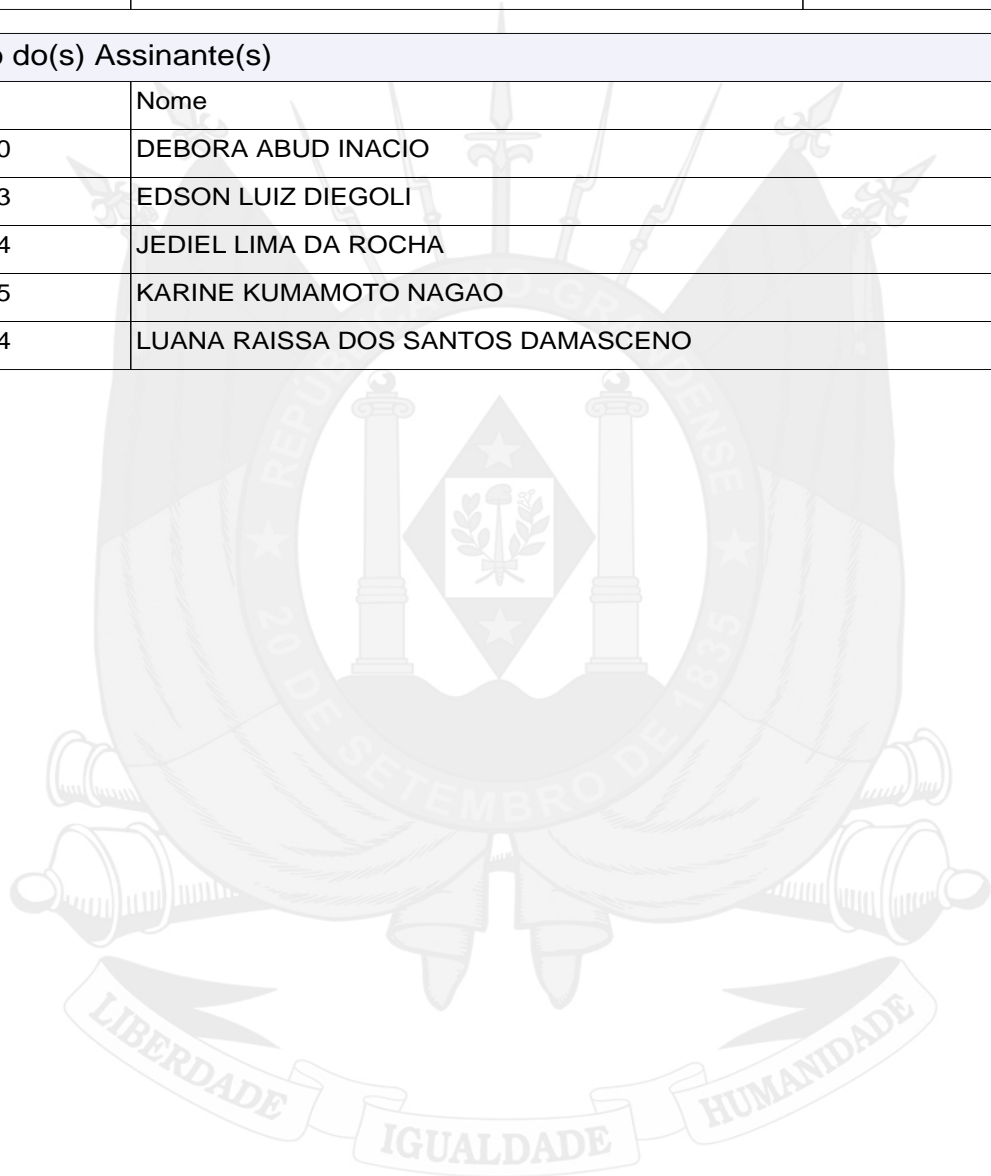 do(s) Assinante(s)
Nome
0 DEBORA ABUD INACIO
3 EDSON LUIZ DIEGOLI
4 JEDIEL LIMA DA ROCHA
5 KARINE KUMAMOTO NAGAO
4 LUANA RAISSA DOS SANTOS DAMASCENO
REPÚBLICA RIO-GRANDENSE
20 DE SETEMBRO DE 1835
LIBERDADE
IGUALDADE
HUMANIDADE